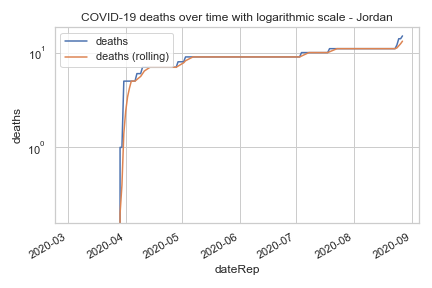 COVID-19 deaths over time with logarithmic scale - Jordan
deaths
deaths (rolling)
10¹
10⁰
deaths
2020-03
2020-04
2020-05
2020-06
2020-07
2020-08
2020-09
dateRep